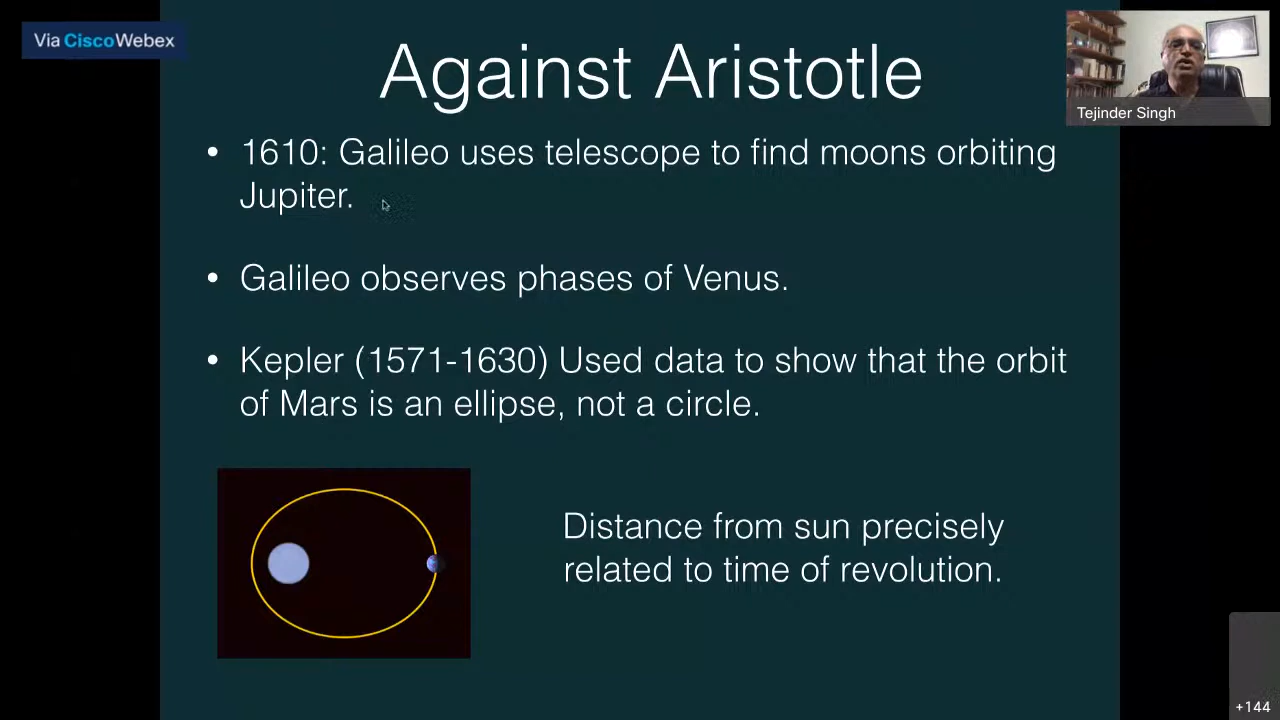 Via CiscoWebex
Against Aristotle
Tejinder Singh
• 1610: Galileo uses telescope to find moons orbiting
Jupiter.
• Galileo observes phases of Venus.
• Kepler (1571-1630) Used data to show that the orbit
of Mars is an ellipse, not a circle.
Distance from sun precisely
related to time of revolution.
+144